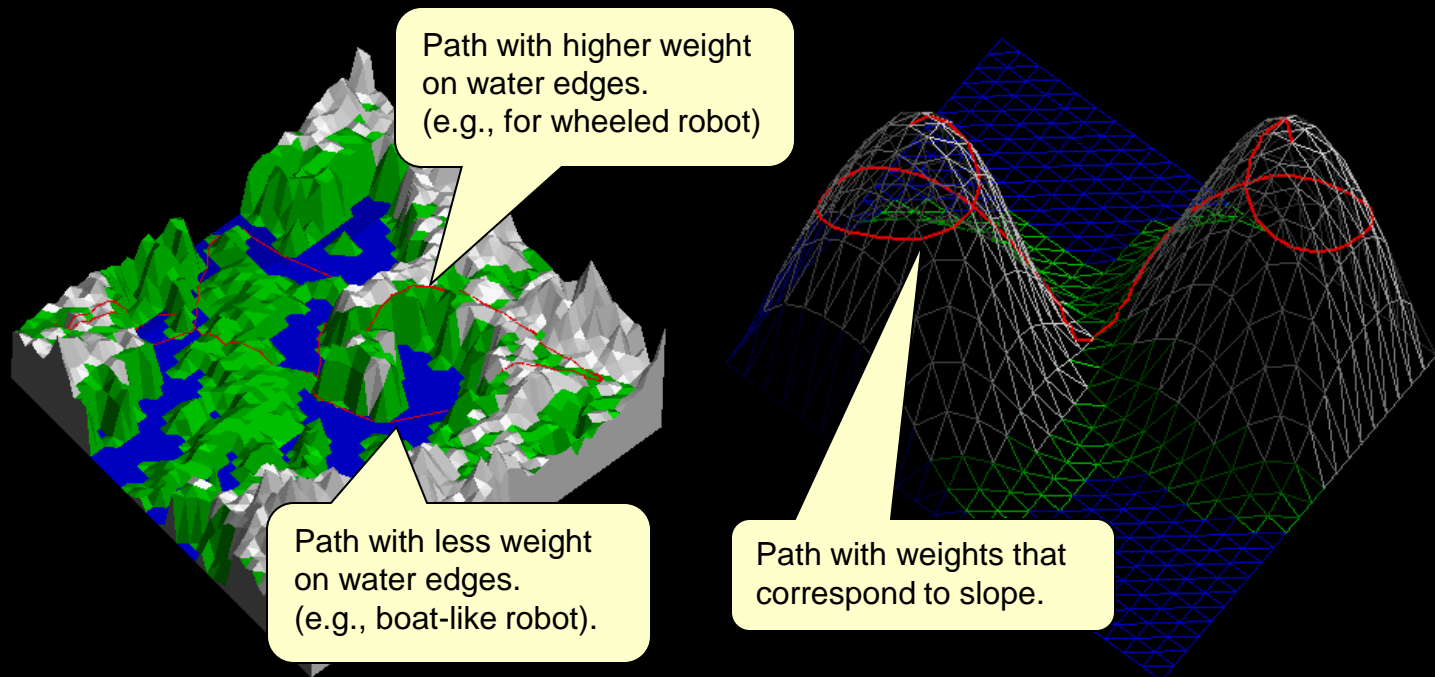 Path with higher weight
on water edges.
(e.g., for wheeled robot)
Path with less weight
on water edges.
(e.g., boat-like robot).
Path with weights that
correspond to slope.